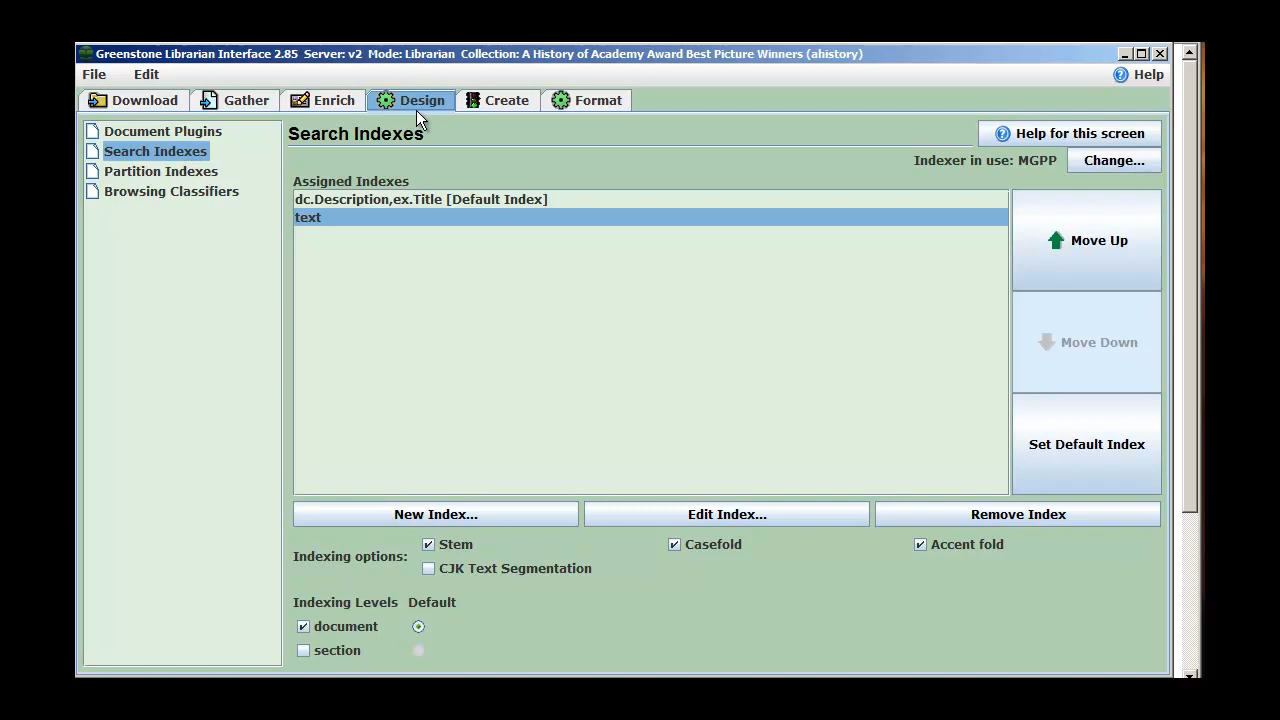 Greenstone Librarian Interface 2.85 Server: v2 Mode: Librarian Collection: A History of Academy Award Best Picture Winners (ahistory)
File Edit Help
Download Gather Enrich Design Create Format
Document Plugins
Search Indexes
Partition Indexes
Browsing Classifiers
Search Indexes
Help for this screen
Indexer in use: MGPP Change...
Assigned Indexes
dc.Description,ex.Title [Default Index]
text
Move Up
Move Down
Set Default Index
New Index... Edit Index... Remove Index
Indexing options: Stem Casefold Accent fold
CJK Text Segmentation
Indexing Levels Default
document
section